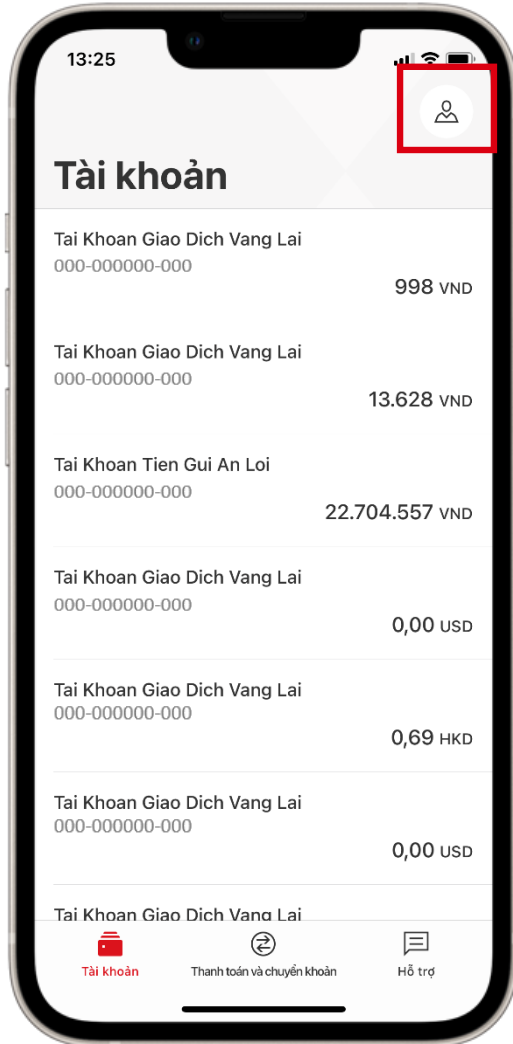 13:25
Tài khoản
Tai Khoan Giao Dich Vang Lai
000-000000-000
998 VND
Tai Khoan Giao Dich Vang Lai
000-000000-000
13.628 VND
Tai Khoan Tien Gui An Loi
000-000000-000
22.704.557 VND
Tai Khoan Giao Dich Vang Lai
000-000000-000
0,00 USD
Tai Khoan Giao Dich Vang Lai
000-000000-000
0,69 HKD
Tai Khoan Giao Dich Vang Lai
000-000000-000
0,00 USD
Tai Khoan Giao Dich Vang Lai
Tài khoản
Thanh toán và chuyển khoản
Hỗ trợ